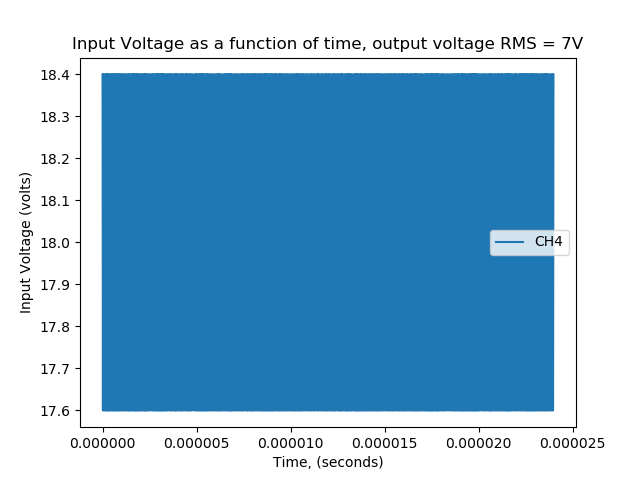 Input Voltage as a function of time, output voltage RMS = 7V
18.4
18.3
18.2
18.1
18.0
17.9
17.8
17.7
17.6
Input Voltage (volts)
CH4
0.000000 0.000005 0.000010 0.000015 0.000020 0.000025
Time, (seconds)